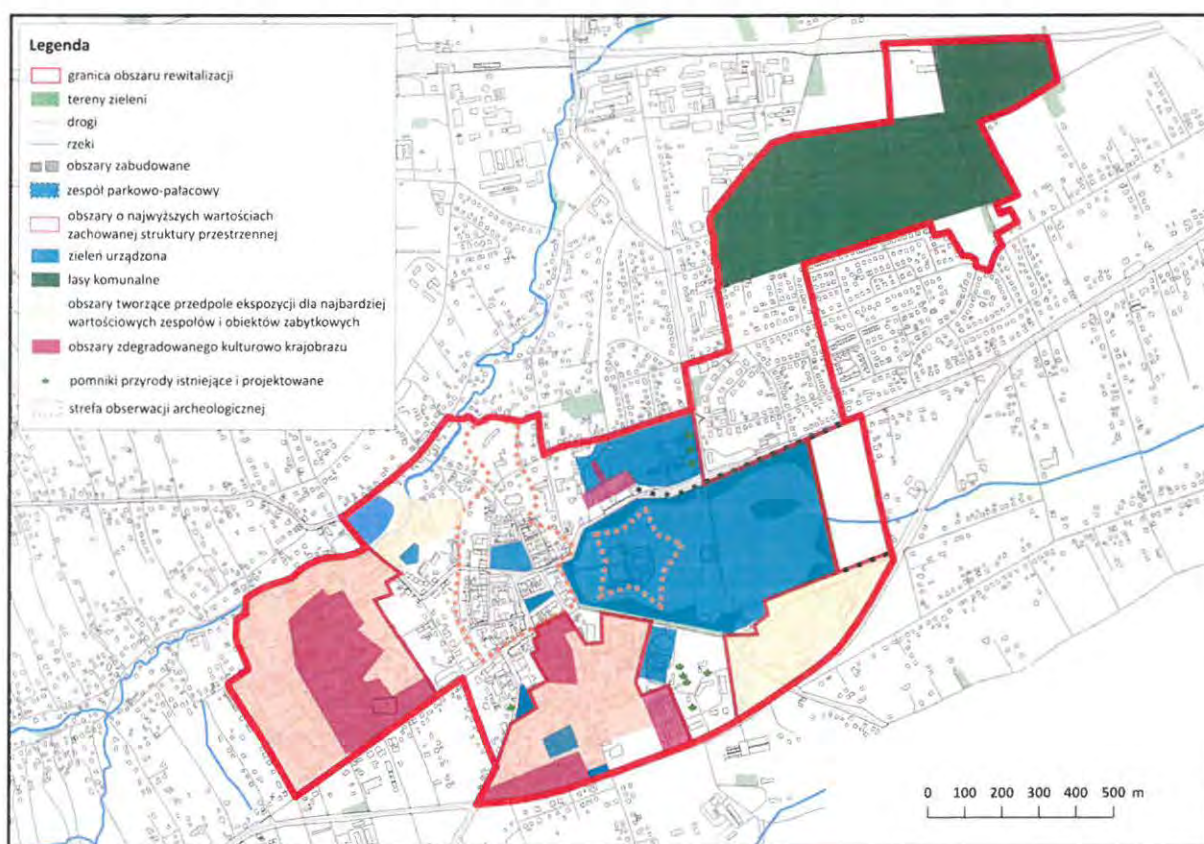 Legenda
granica obszaru rewitalizacji
tereny zieleni
drogi
rzeki
obszary zabudowane
zespół parkowo-pałacowy
obszary o najwyższych wartościach
zachowanej struktury przestrzennej
zieleń urządzona
lasy komunalne
obszary tworzące przedpole ekspozycji dla najbardziej
wartościowych zespołów i obiektów zabytkowych
obszary zdegradowanego kulturowo krajobrazu
pomniki przyrody istniejące i projektowane
strefa obserwacji archeologicznej
0 100 200 300 400 500 m